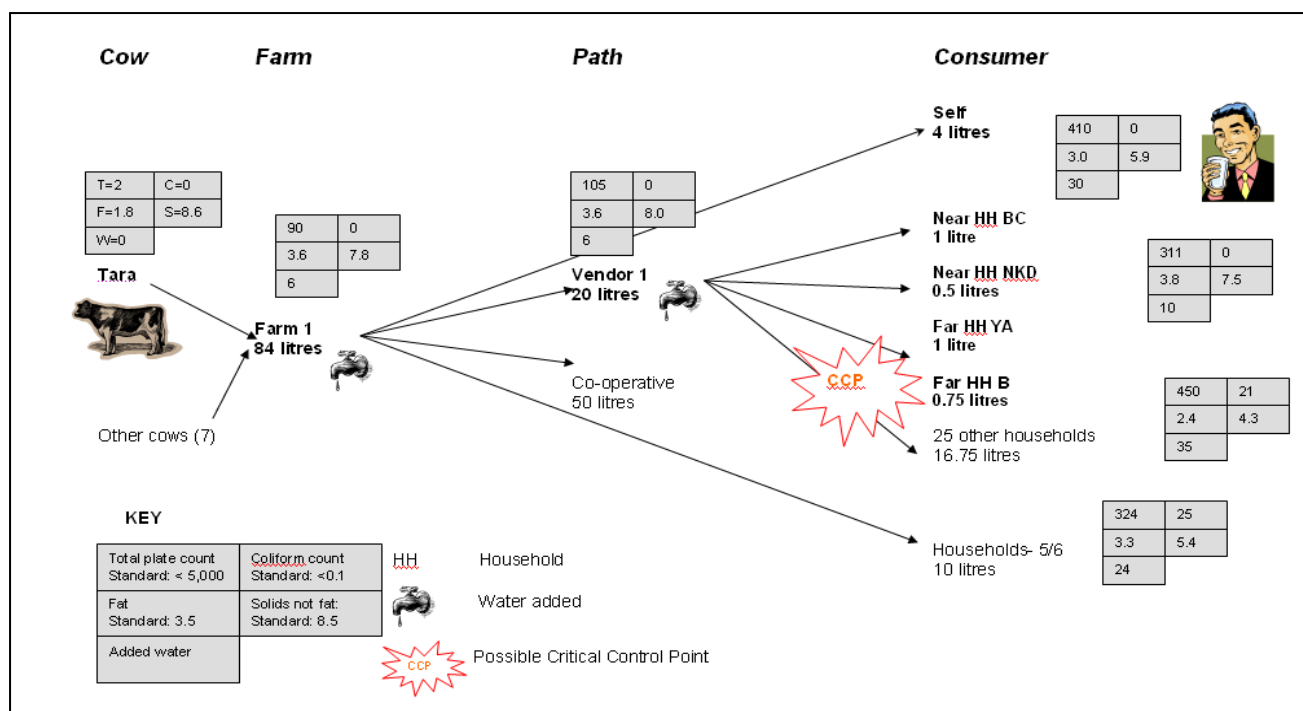 Cow
Farm
Path
Consumer
Self
4 litres
410 0
3.0 5.9
30
T=2 C=0
F=1.8 S=8.6
W=0
Tara
90 0
3.6 7.8
6
Farm 1
84 litres
Other cows (7)
105 0
3.6 8.0
6
Vendor 1
20 litres
Co-operative
50 litres
Near HH BC
1 litre
Near HH NKD
0.5 litres
Far HH YA
1 litre
311 0
3.8 7.5
10
CCP
Far HH B
0.75 litres
25 other households
16.75 litres
450 21
2.4 4.3
35
Households- 5/6
10 litres
324 25
3.3 5.4
24
KEY
Total plate count
Standard: < 5,000
Coliform count
Standard: <0.1
Fat
Standard: 3.5
Solids not fat:
Standard: 8.5
Added water
HH Household
Water added
CCP Possible Critical Control Point